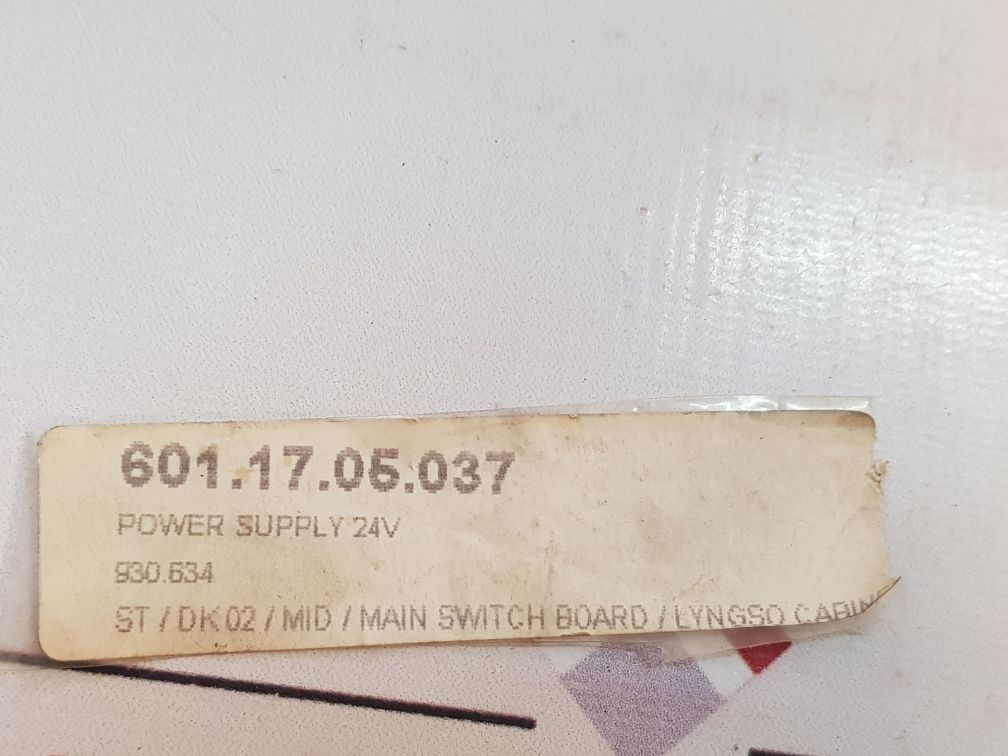 601.17.05.037
POWER SUPPLY 24V
930.634
ST / DK 02 / MID / MAIN SWITCH BOARD / LYNGSO